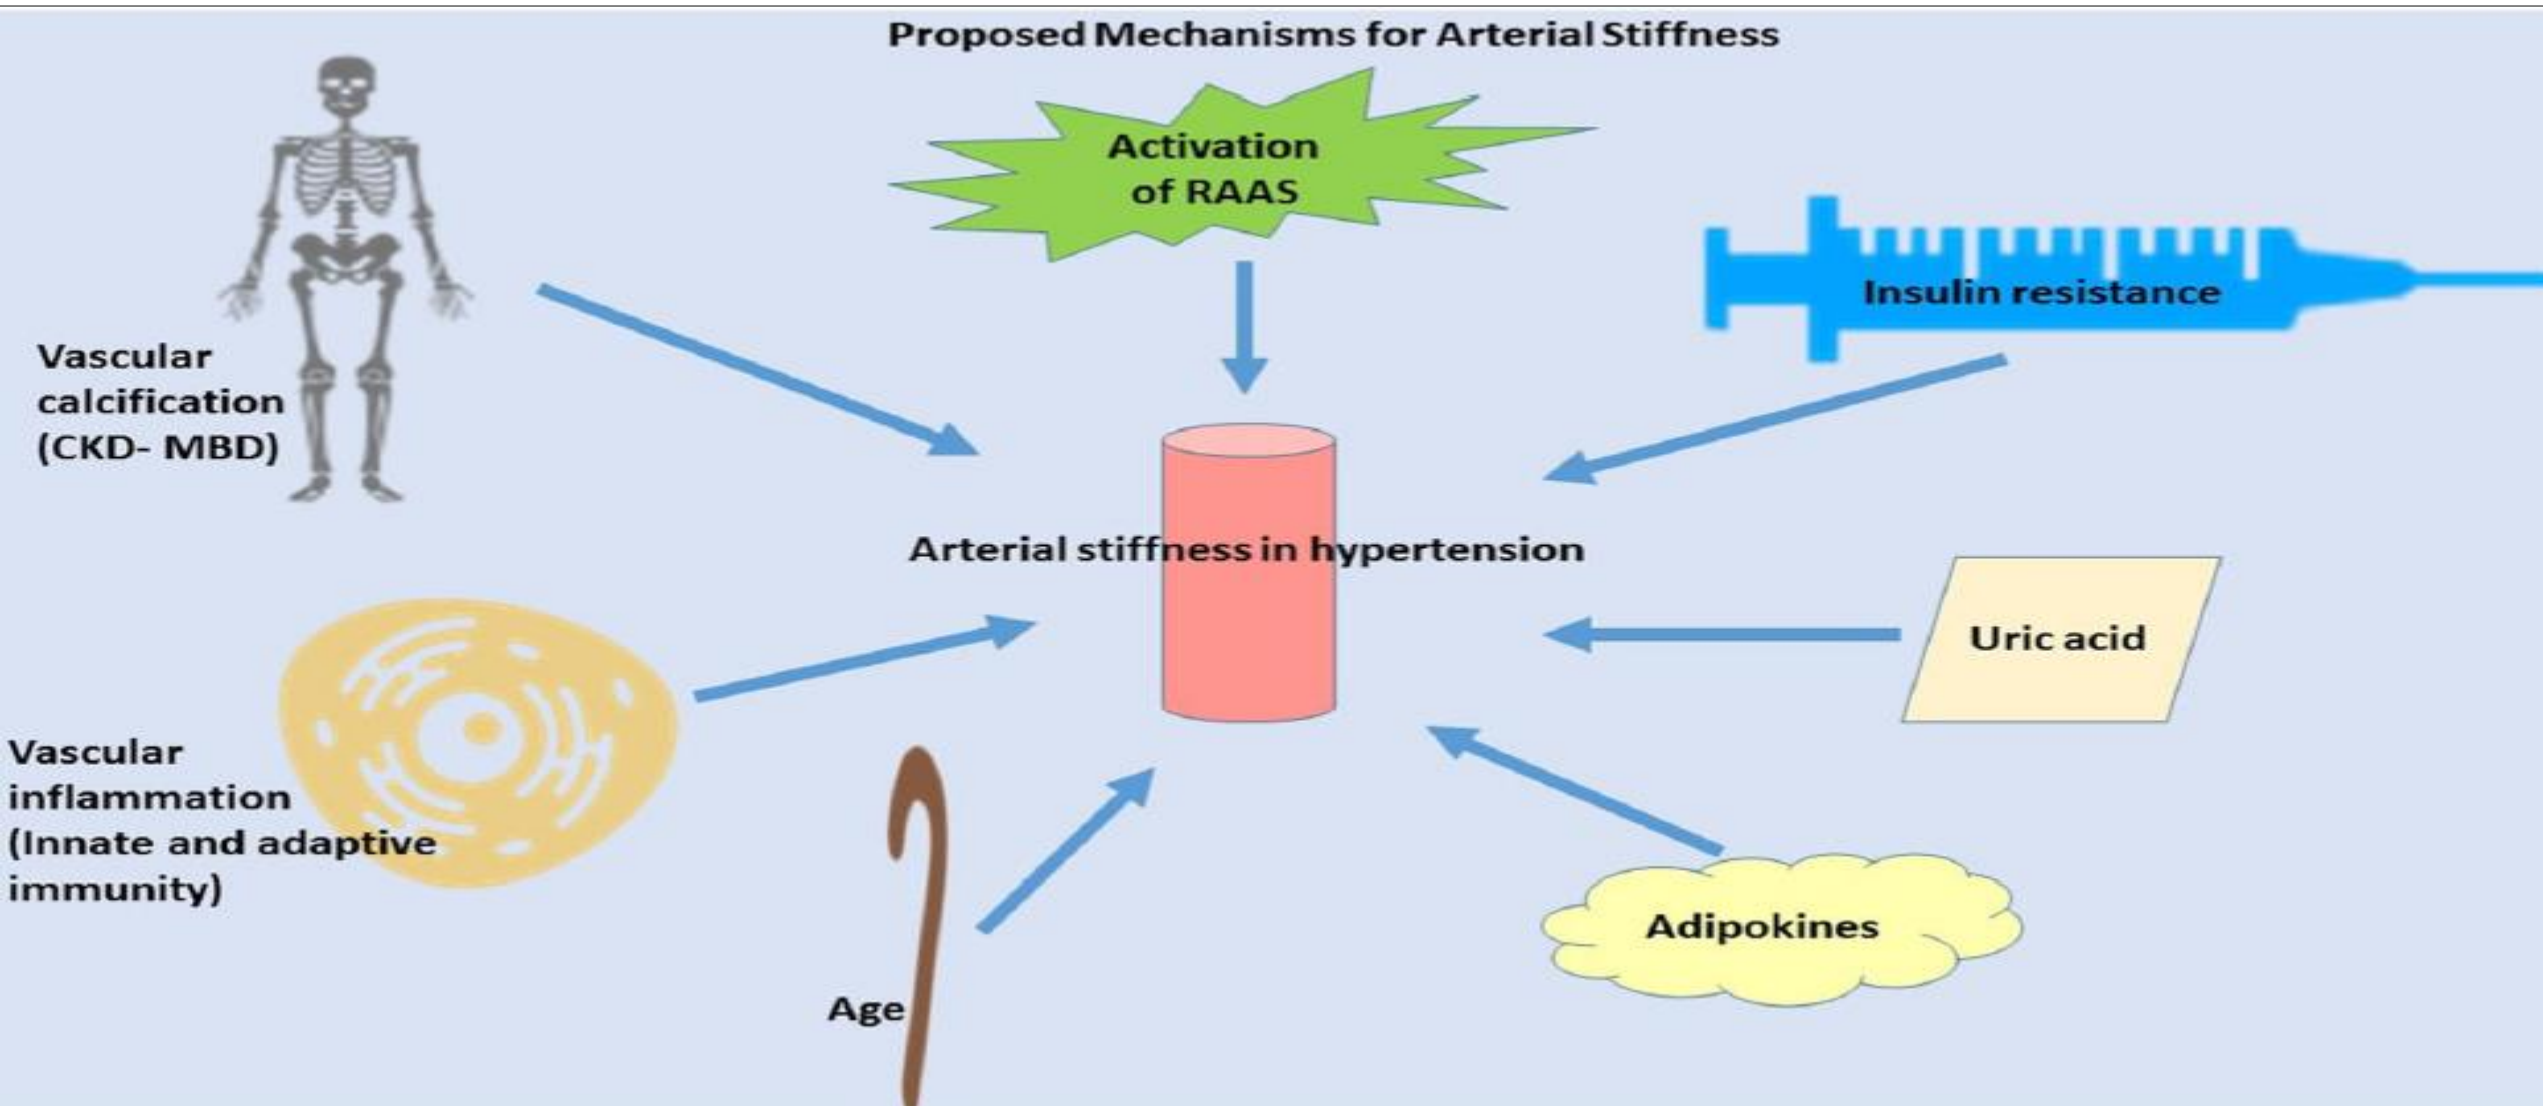 Proposed Mechanisms for Arterial Stiffness
Activation
of RAAS
Insulin resistance
Vascular
calcification
(CKD- MBD)
Arterial stiffness in hypertension
Uric acid
Vascular
inflammation
(Innate and adaptive
immunity)
Adipokines
Age